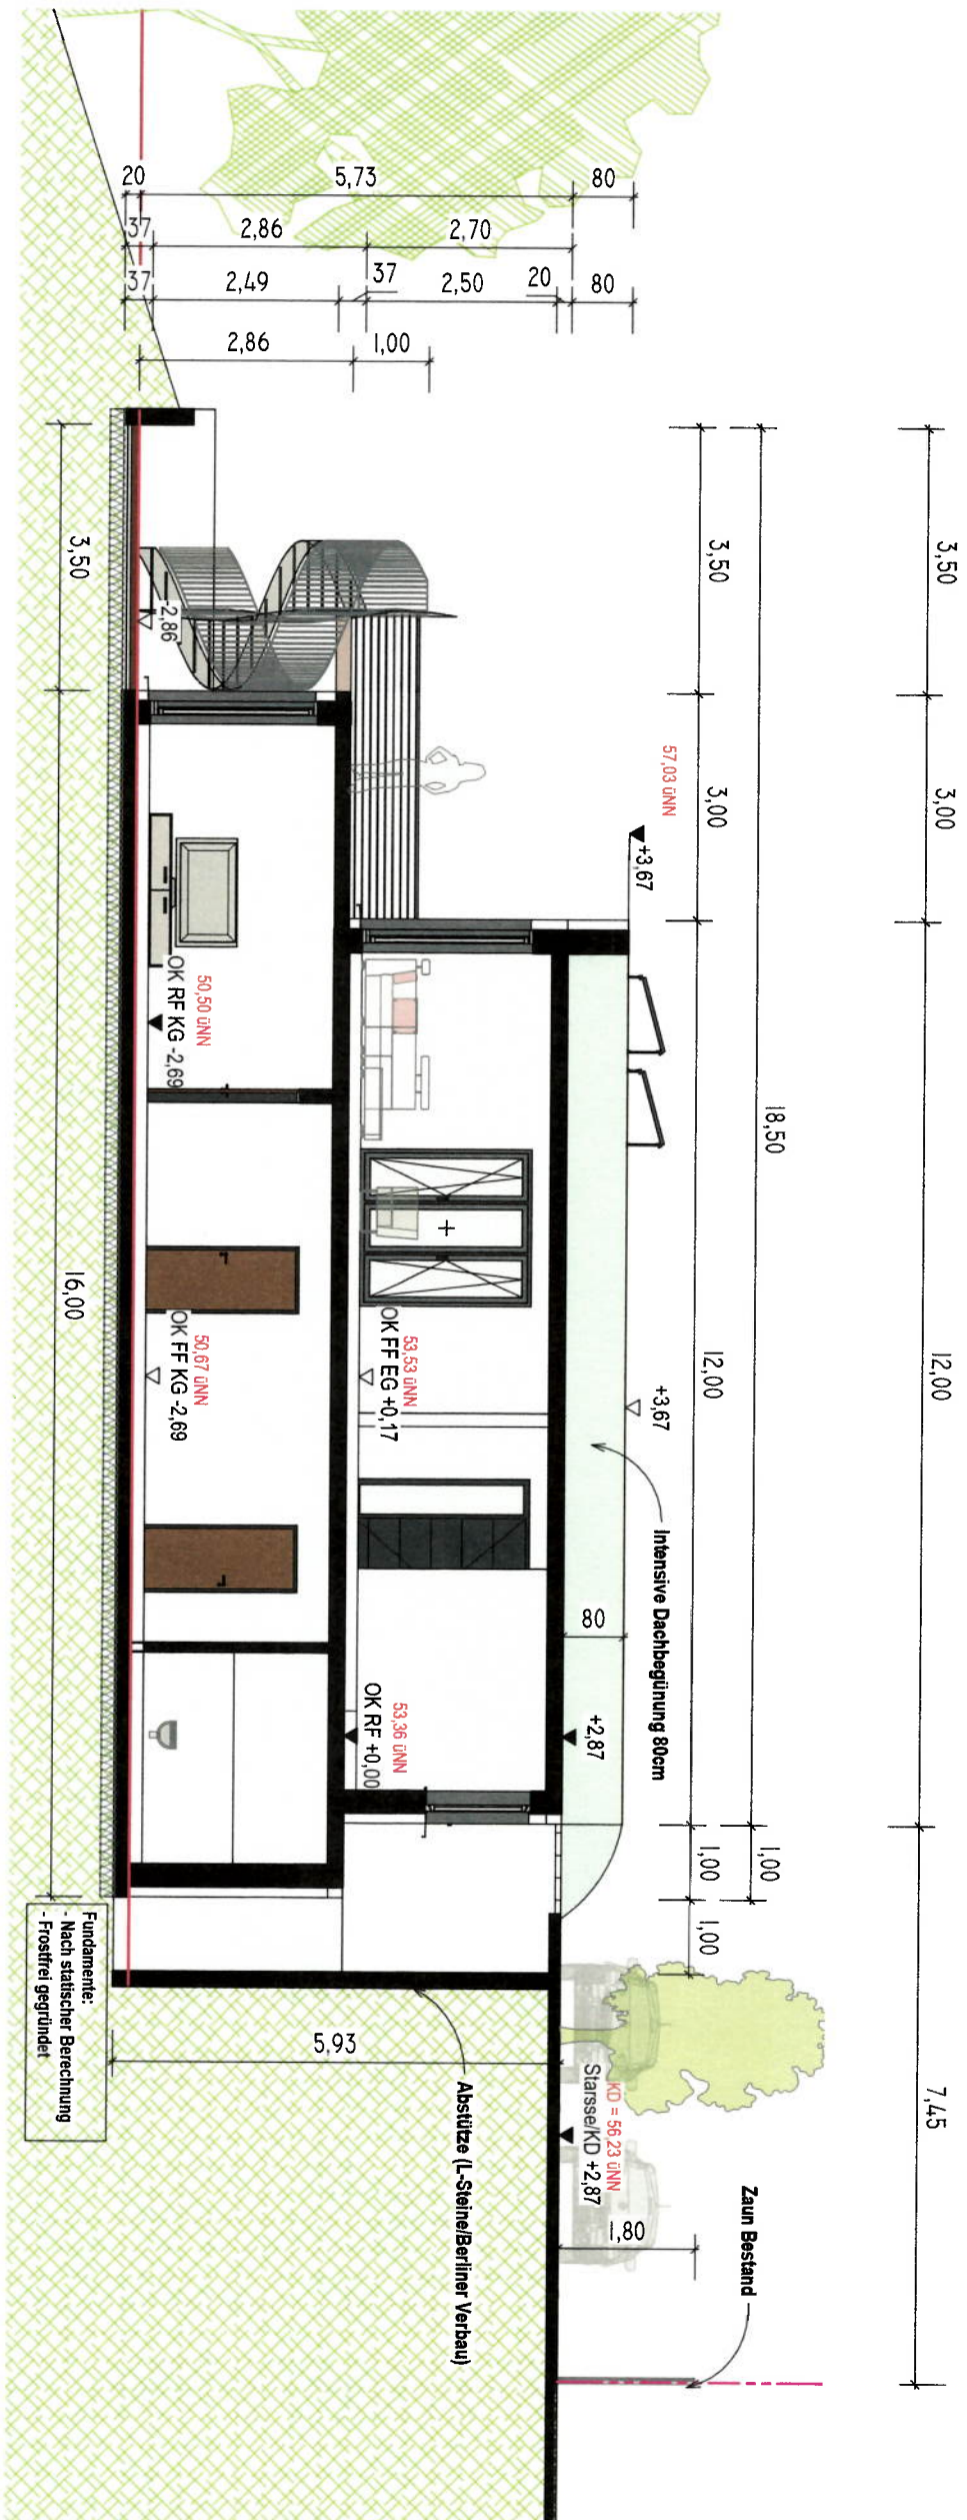 20
5,73
80
37
2,86
2,70
37
2,49
37
2,50
20
80
2,86
1,00
3,50
3,00
12,00
7,45
18,50
1,00
3,50
3,00
12,00
1,00
1,00
57,03 üNN
+3,67
+3,67
Intensive Dachbegünung 80cm
80
+2,87
-2,86
50,50 üNN
OK RF KG -2,69
50,67 üNN
OK FF KG -2,69
53,53 üNN
OK FF EG +0,17
53,36 üNN
OK RF +0,00
KD = 56,23 üNN
Starsse/KD +2,87
1,80
Zaun Bestand
5,93
Abstütze (L-Steine/Berliner Verbau)
3,50
16,00
Fundamente:
- Nach statischer Berechnung
- Frostfrei gegründet